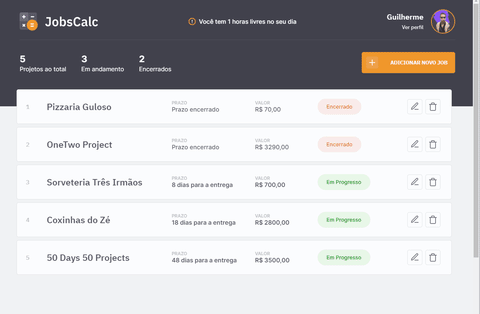 JobsCalc
Você tem 1 horas livres no seu dia
Guilherme
Ver perfil
5
Projetos ao total
3
Em andamento
2
Encerrados
ADICIONAR NOVO JOB
1
Pizzaria Guloso
PRAZO
Prazo encerrado
VALOR
R$ 70,00
Encerrado
2
OneTwo Project
PRAZO
Prazo encerrado
VALOR
R$ 3290,00
Encerrado
3
Sorveteria Três Irmãos
PRAZO
8 dias para a entrega
VALOR
R$ 700,00
Em Progresso
4
Coxinhas do Zé
PRAZO
18 dias para a entrega
VALOR
R$ 2800,00
Em Progresso
5
50 Days 50 Projects
PRAZO
48 dias para a entrega
VALOR
R$ 3500,00
Em Progresso